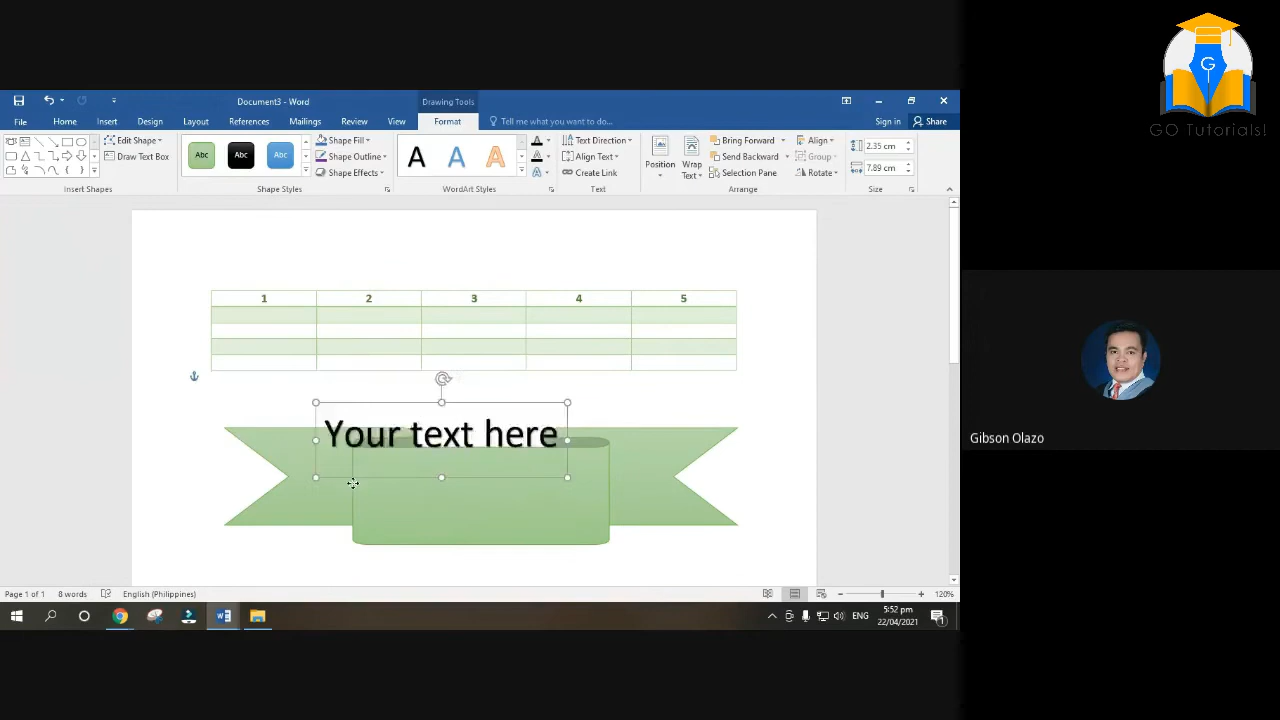 G
GO Tutorials!
Document3 - Word
Drawing Tools
File
Home
Insert
Design
Layout
References
Mailings
Review
View
Format
Tell me what you want to do...
Sign in
Share
Edit Shape
Draw Text Box
Insert Shapes
Abc
Abc
Abc
Shape Fill
Shape Outline
Shape Effects
Shape Styles
A
A
A
WordArt Styles
Text Direction
Align Text
Create Link
Text
Position
Wrap
Text
Bring Forward
Send Backward
Selection Pane
Align
Group
Rotate
Arrange
2.35 cm
7.89 cm
Size
1 2 3 4 5
Your text here
Gibson Olazo
Page 1 of 1
8 words
English (Philippines)
120%
ENG
5:52 pm
22/04/2021
1